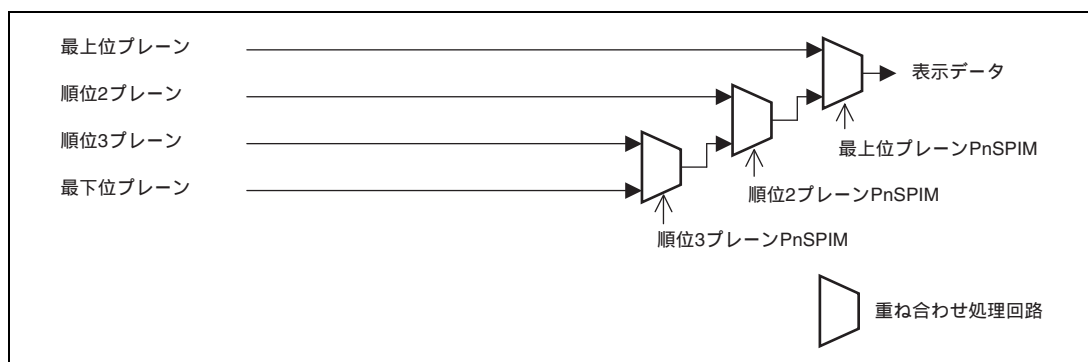 最上位プレーン
表示データ
順位2プレーン
順位3プレーン
最上位プレーンPnSPIM
最下位プレーン
順位2プレーンPnSPIM
順位3プレーンPnSPIM
重ね合わせ処理回路